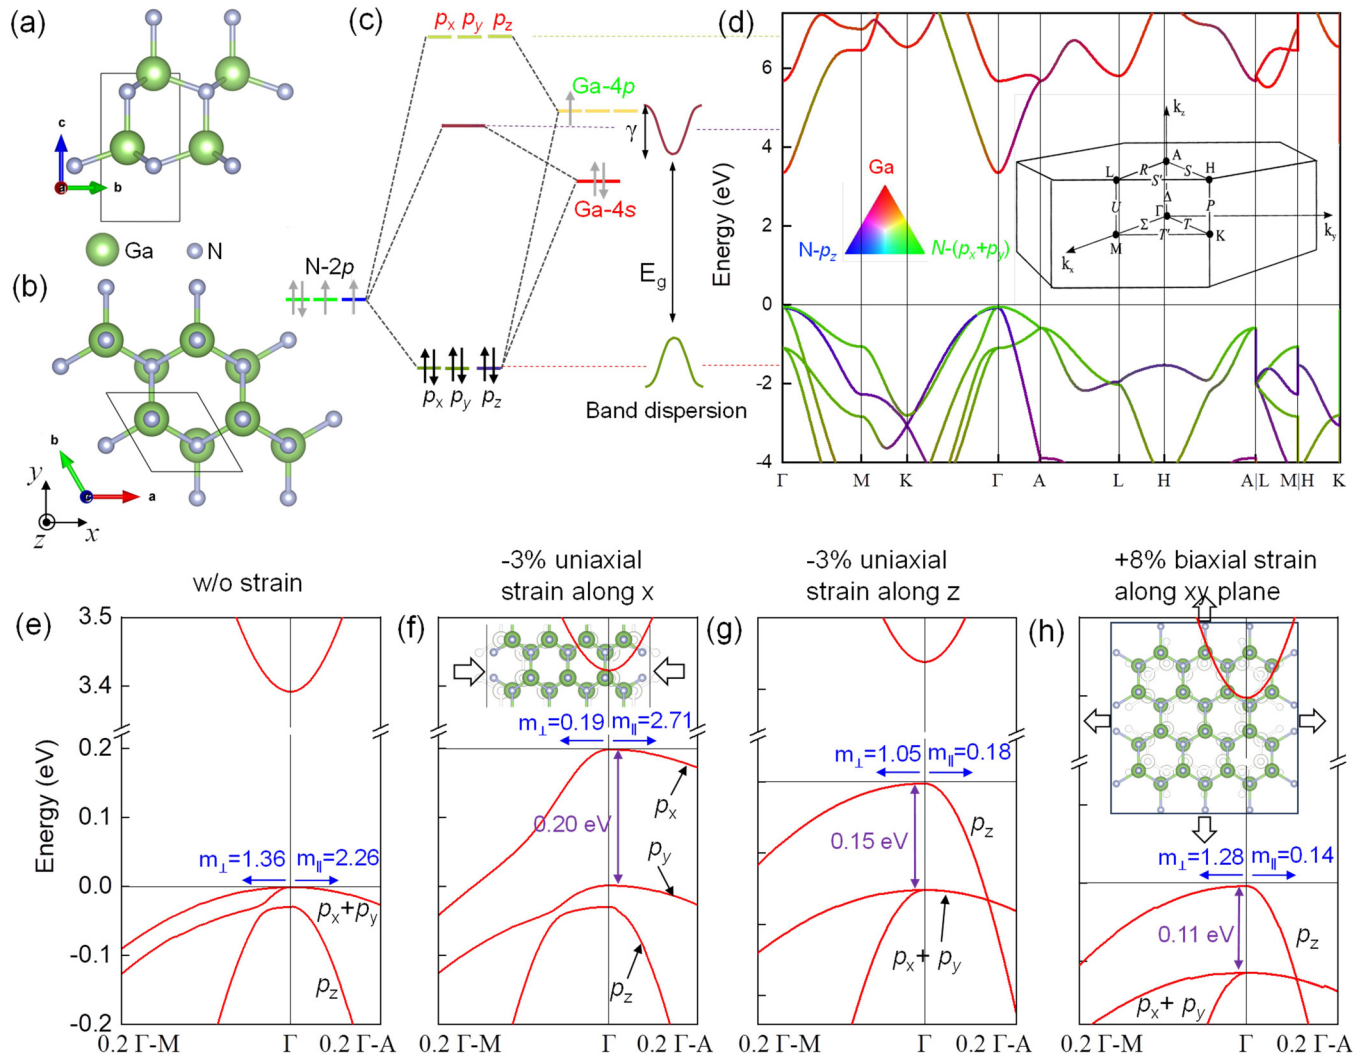 (a)
c
a
b
Ga
N
(b)
b
a
y
z
x
(c)
px py pz
Ga-4p
γ
Ga-4s
N-2p
Eg
px
py
pz
Band dispersion
(d)
Energy (eV)
6
4
2
0
-2
-4
Ga
N-pz
N-(px+py)
kz
A
L
R
S
H
S'
U
Δ
P
Γ
Σ
T
M
T'
K
ky
kx
Γ M K Γ A L H A|L M|H K
w/o strain
(e)
3.5
3.4
0.2
0.1
0.0
-0.1
-0.2
Energy (eV)
m⊥=1.36
m∥=2.26
px+py
pz
0.2 Γ-M
Γ
0.2 Γ-A
-3% uniaxial
strain along x
(f)
m⊥=0.19
m∥=2.71
px
0.20 eV
py
pz
0.2 Γ-M
Γ
0.2 Γ-A
-3% uniaxial
strain along z
(g)
m⊥=1.05
m∥=0.18
pz
0.15 eV
px+ py
0.2 Γ-M
Γ
0.2 Γ-A
+8% biaxial strain
along xy plane
(h)
m⊥=1.28
m∥=0.14
pz
0.11 eV
px+ py
0.2 Γ-M
Γ
0.2 Γ-A